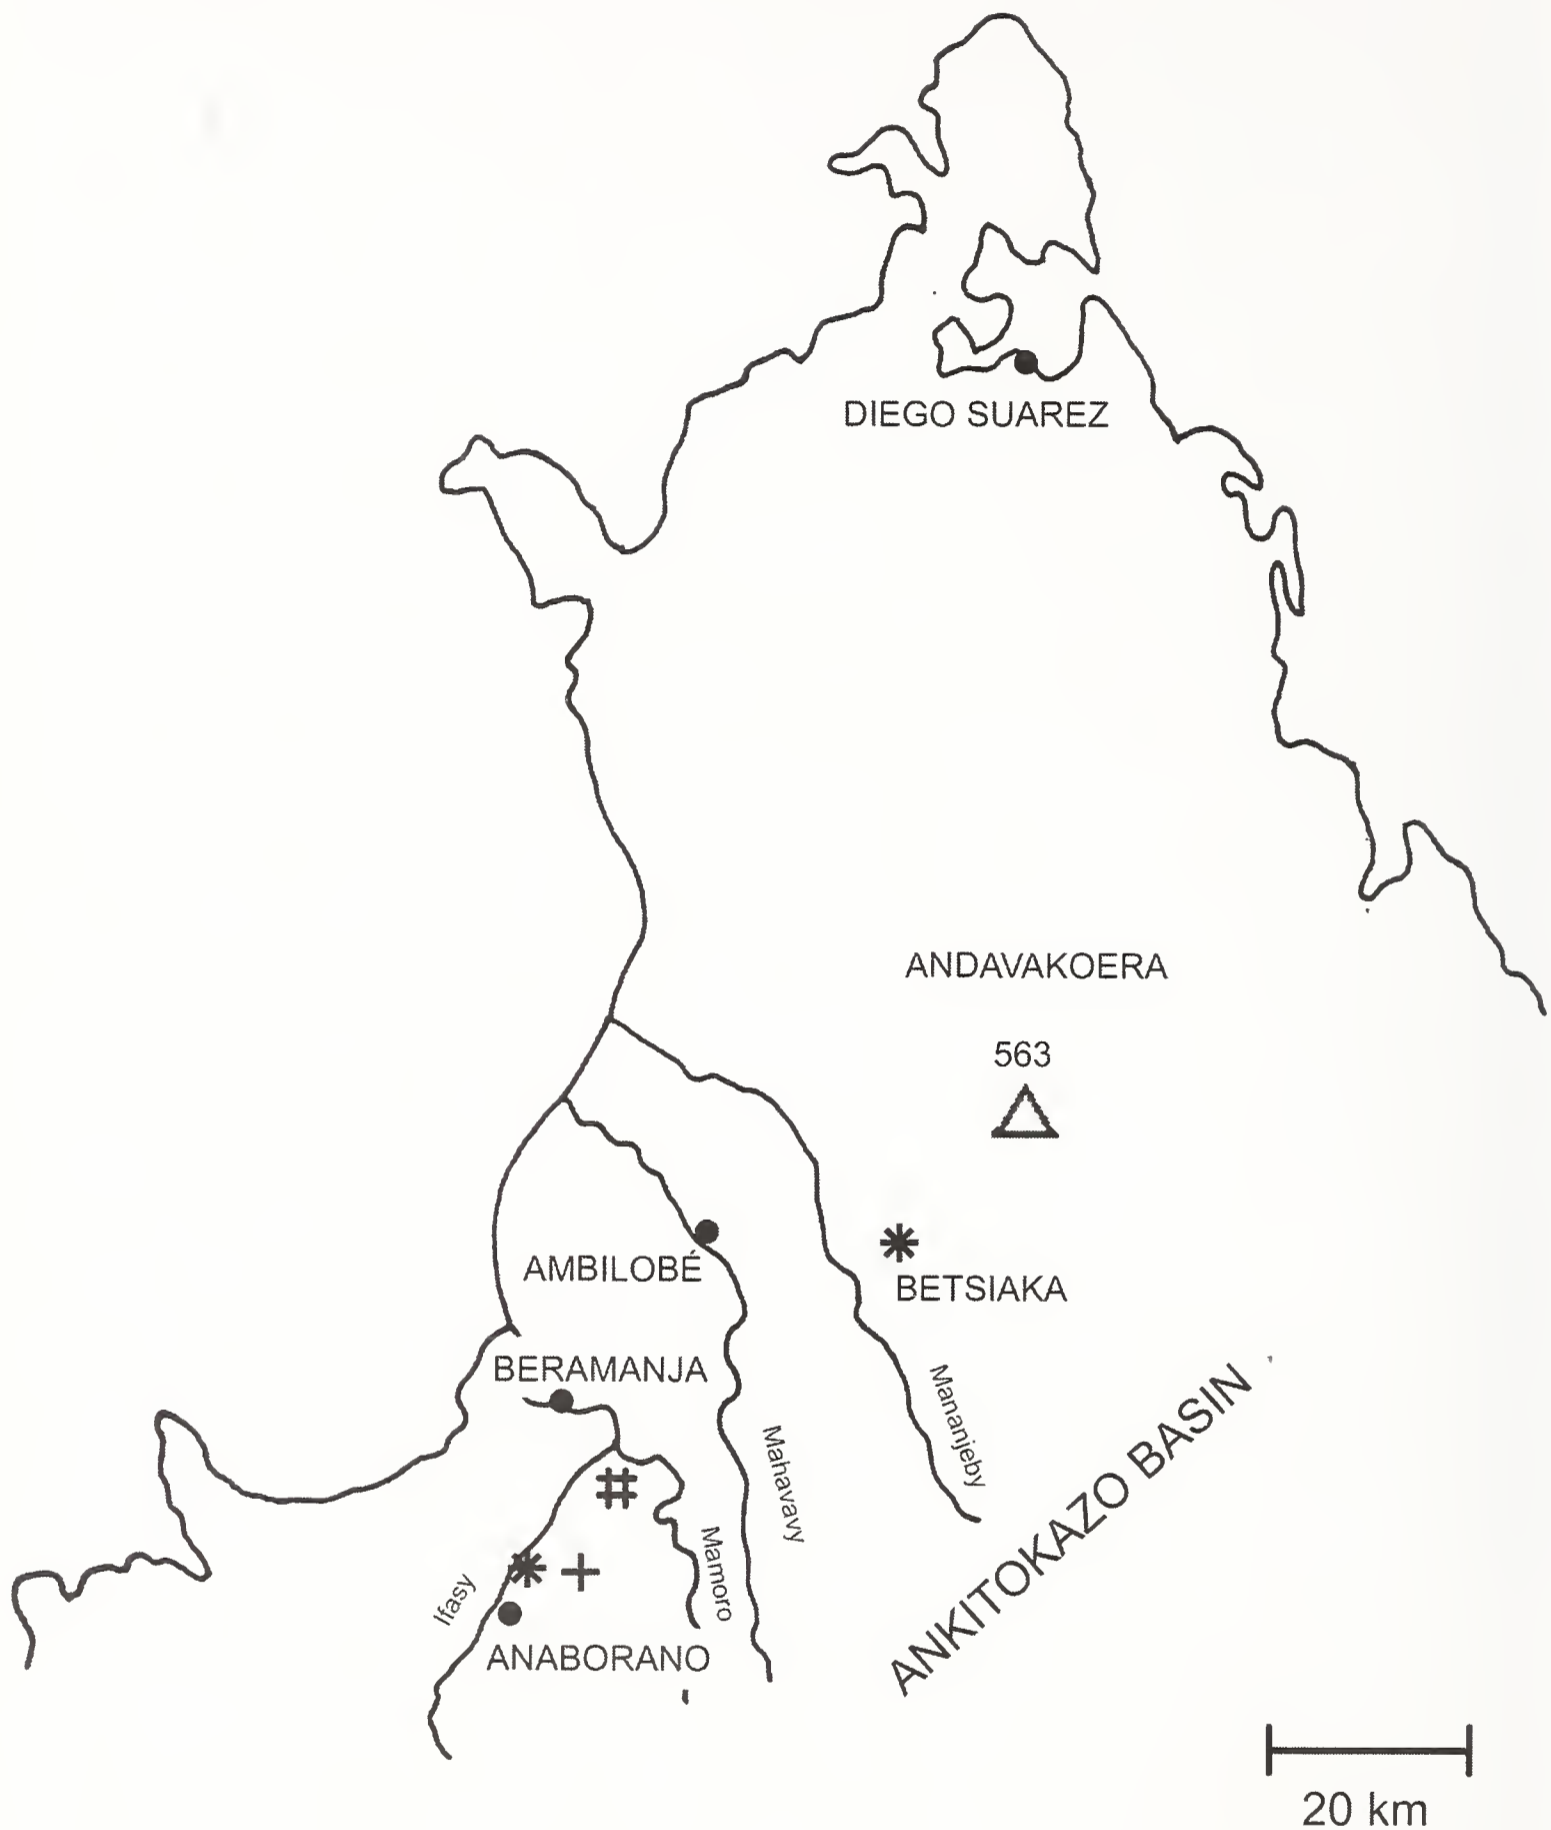 DIEGO SUAREZ
ANDAVAKOERA
563
AMBILOBÉ
BETSIAKA
BERAMANJA
Mananjeby
Mahavavy
Mamoro
Ifasy
ANABORANO
ANKITOKAZO BASIN
20 km